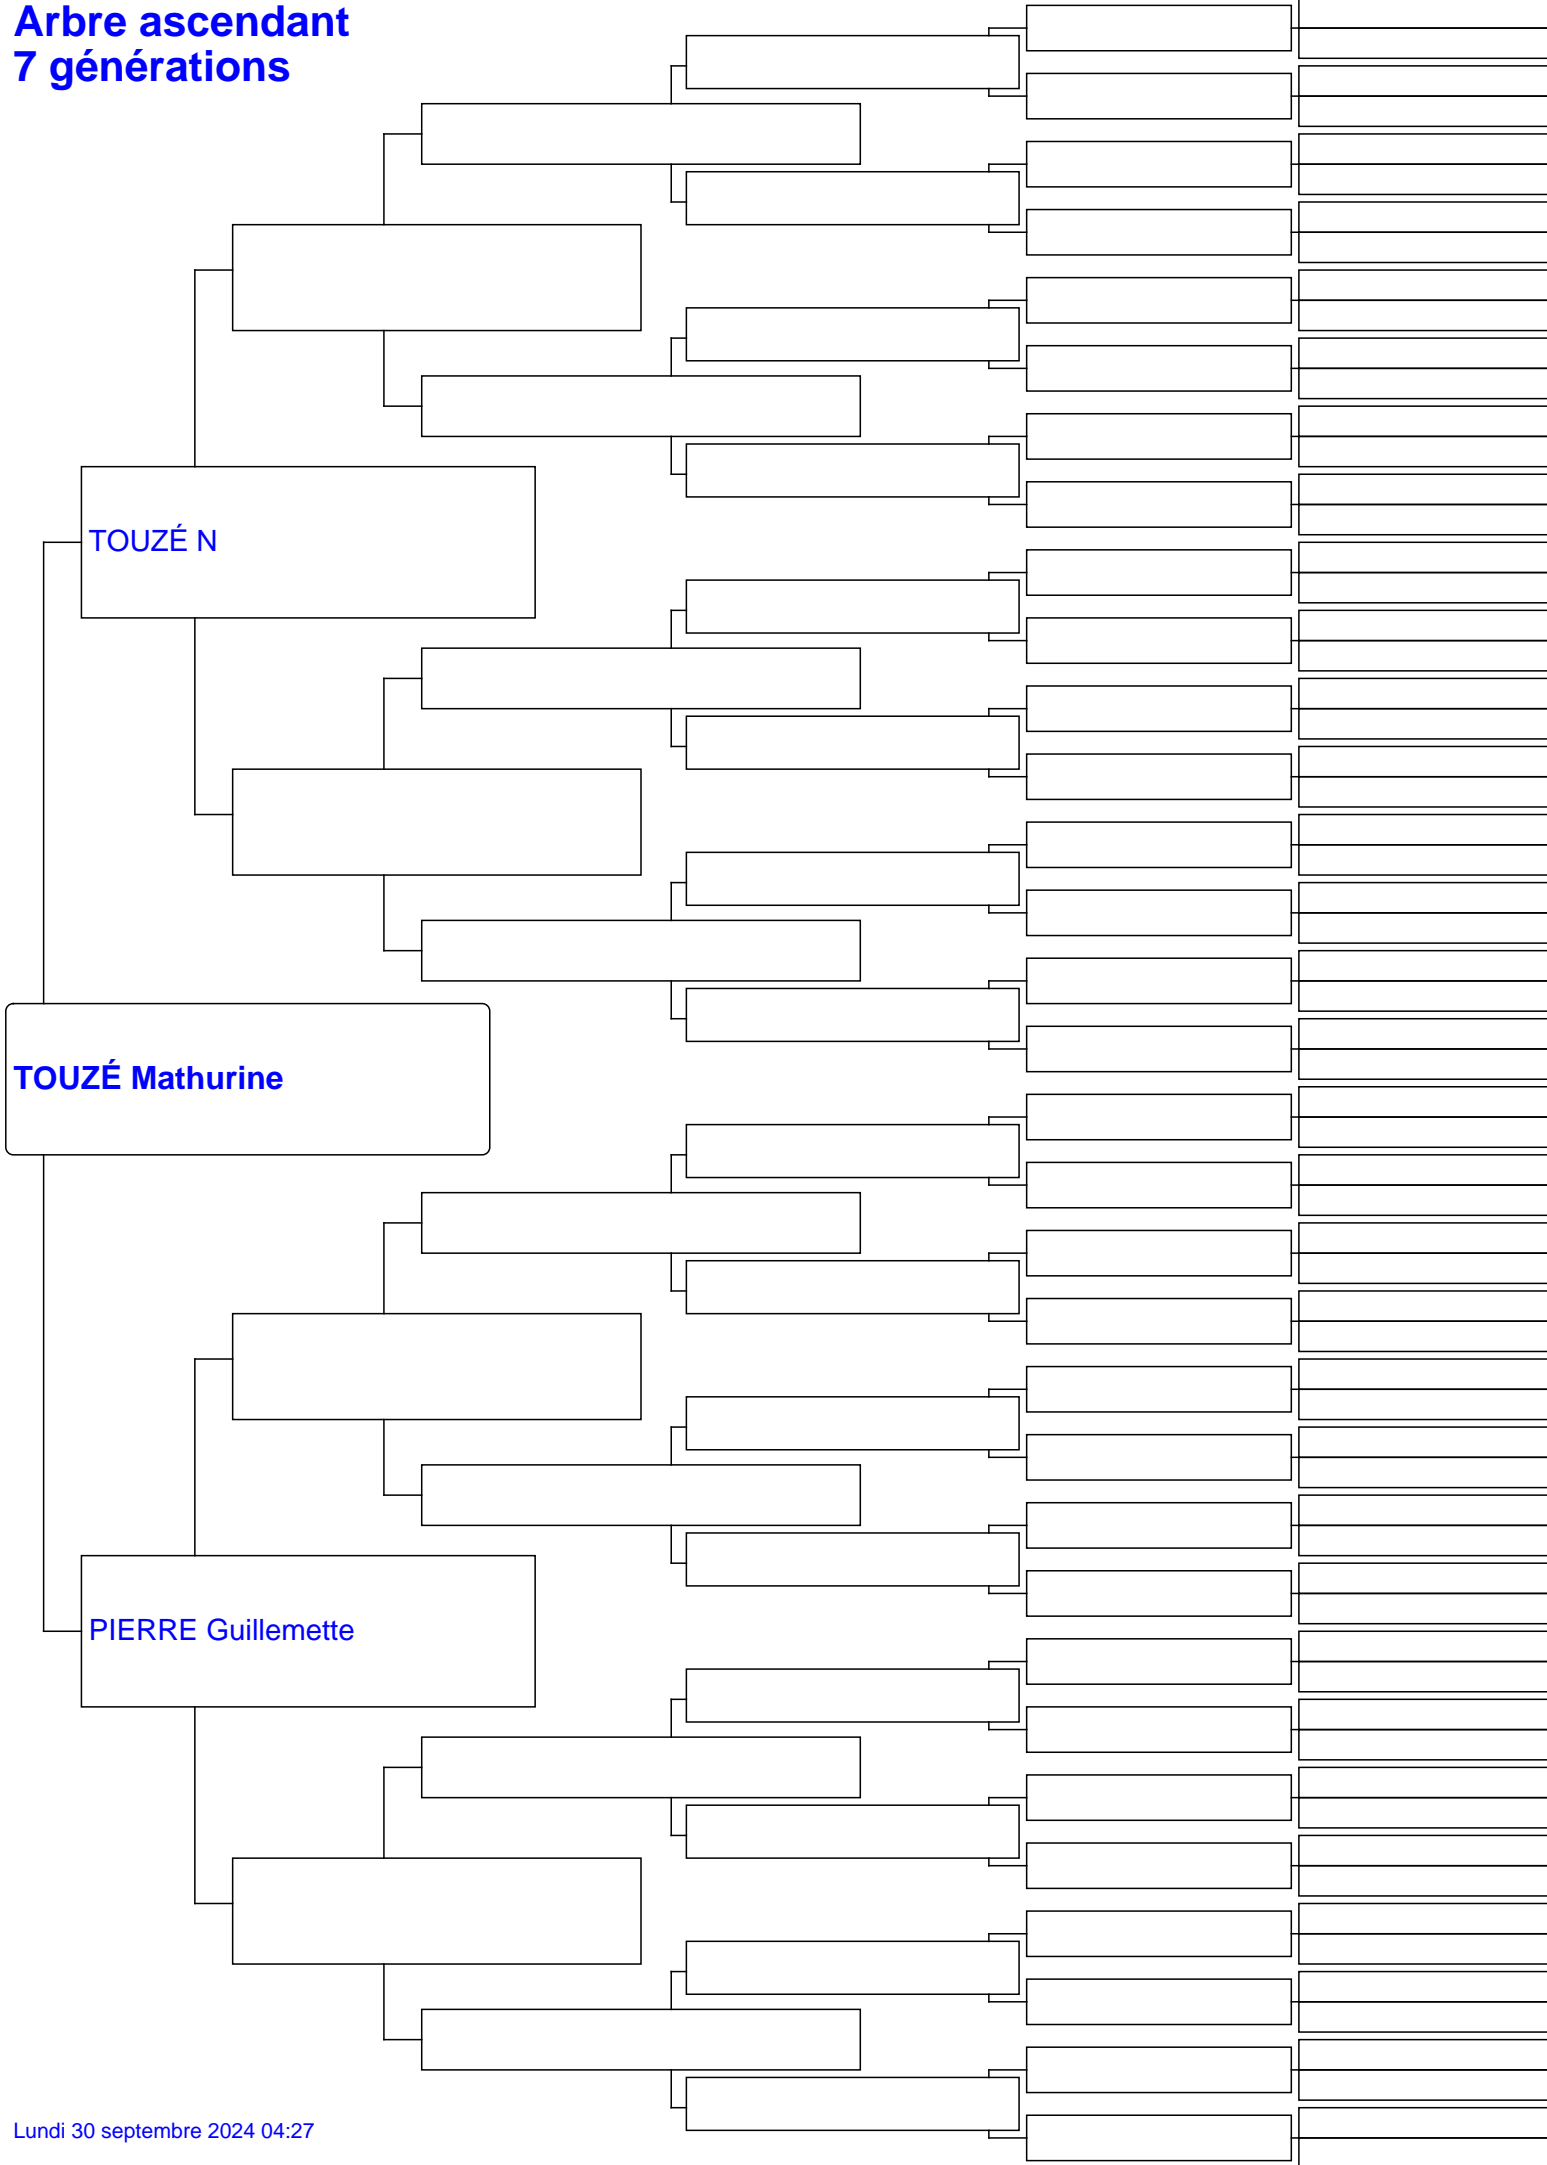 Arbre ascendant
7 générations
TOUZÉ N
TOUZÉ Mathurine
PIERRE Guillemette
Lundi 30 septembre 2024 04:27